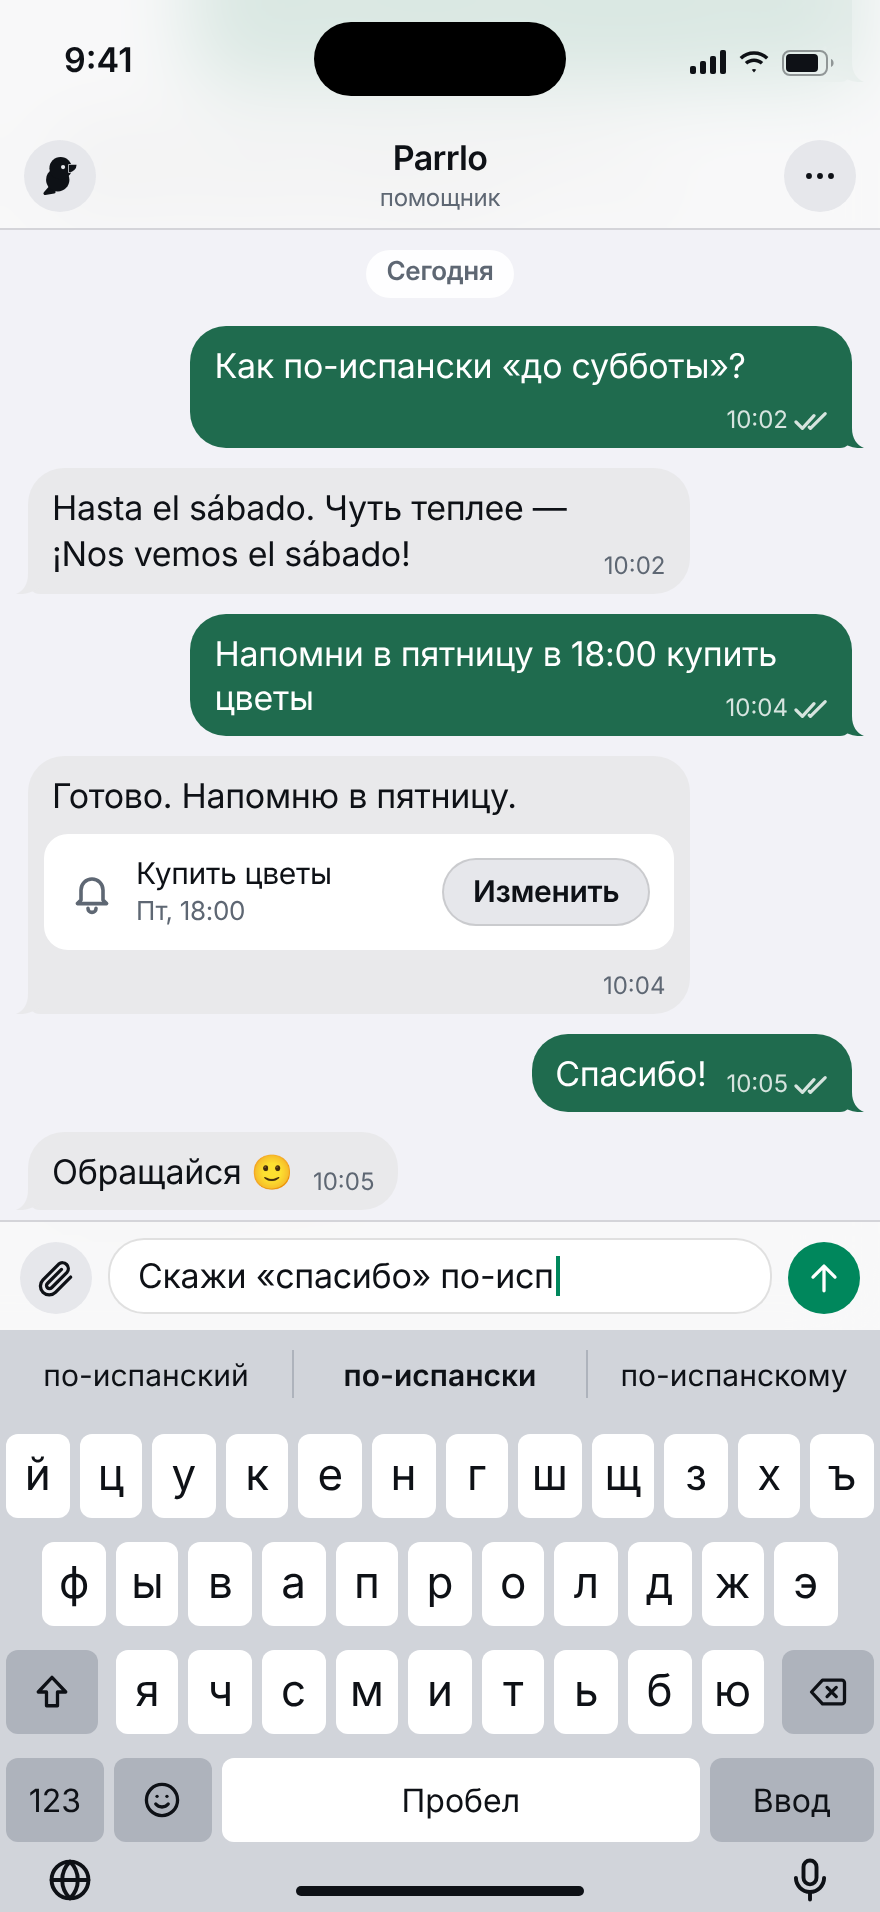 9:41
Parrlo
помощник
Сегодня
Как по-испански «до субботы»?
10:02
Hasta el sábado. Чуть теплее —
¡Nos vemos el sábado!
10:02
Напомни в пятницу в 18:00 купить
цветы
10:04
Готово. Напомню в пятницу.
Купить цветы
Пт, 18:00
Изменить
10:04
Спасибо! 10:05
Обращайся 🙂 10:05
Скажи «спасибо» по-исп
по-испанский по-испански по-испанскому
й ц у к е н г ш щ з х ъ
ф ы в а п р о л д ж э
я ч с м и т ь б ю
123 Пробел Ввод